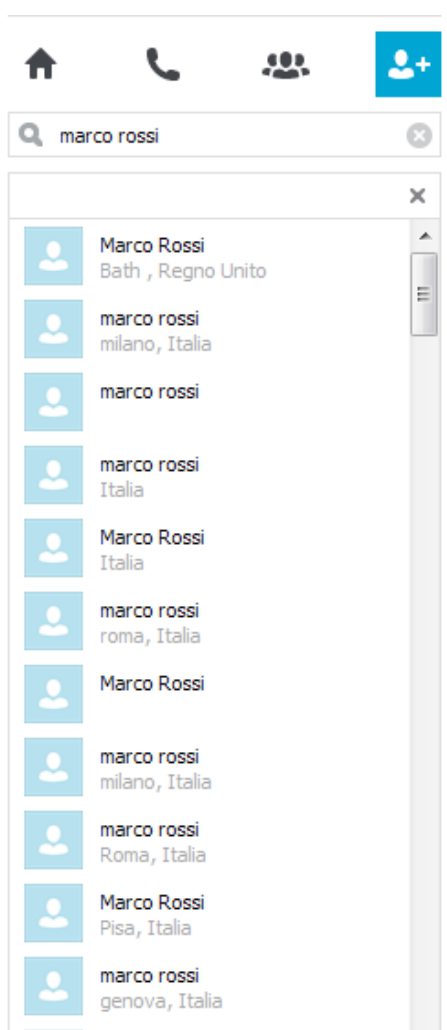 marco rossi
Marco Rossi
Bath , Regno Unito
marco rossi
milano, Italia
marco rossi
marco rossi
Italia
Marco Rossi
Italia
marco rossi
roma, Italia
Marco Rossi
marco rossi
milano, Italia
marco rossi
Roma, Italia
Marco Rossi
Pisa, Italia
marco rossi
genova, Italia